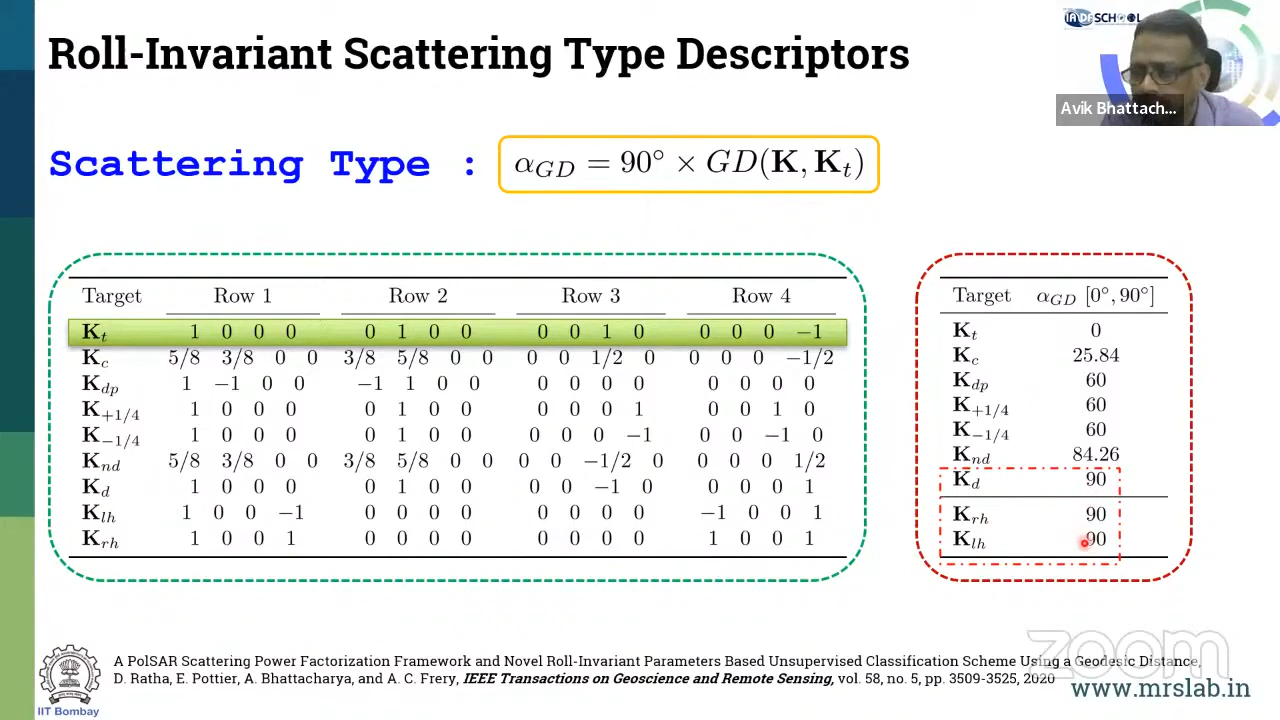 Roll-Invariant Scattering Type Descriptors
IADF SCHOOL
Avik Bhattach...
Scattering Type : α_GD = 90° × GD(K, K_t)
Target Row 1 Row 2 Row 3 Row 4
K_t 1 0 0 0 0 1 0 0 0 0 1 0 0 0 0 −1
K_c 5/8 3/8 0 0 3/8 5/8 0 0 0 0 1/2 0 0 0 0 −1/2
K_dp 1 −1 0 0 −1 1 0 0 0 0 0 0 0 0 0 0
K_+1/4 1 0 0 0 0 1 0 0 0 0 0 1 0 0 1 0
K_−1/4 1 0 0 0 0 1 0 0 0 0 0 −1 0 0 −1 0
K_nd 5/8 3/8 0 0 3/8 5/8 0 0 0 0 −1/2 0 0 0 0 1/2
K_d 1 0 0 0 0 1 0 0 0 0 −1 0 0 0 0 1
K_lh 1 0 0 −1 0 0 0 0 0 0 0 0 −1 0 0 1
K_rh 1 0 0 1 0 0 0 0 0 0 0 0 1 0 0 1
Target α_GD [0°, 90°]
K_t 0
K_c 25.84
K_dp 60
K_+1/4 60
K_−1/4 60
K_nd 84.26
K_d 90
K_rh 90
K_lh 90
zoom
A PolSAR Scattering Power Factorization Framework and Novel Roll-Invariant Parameters Based Unsupervised Classification Scheme Using a Geodesic Distance,
D. Ratha, E. Pottier, A. Bhattacharya, and A. C. Frery, IEEE Transactions on Geoscience and Remote Sensing, vol. 58, no. 5, pp. 3509-3525, 2020
www.mrslab.in
IIT Bombay